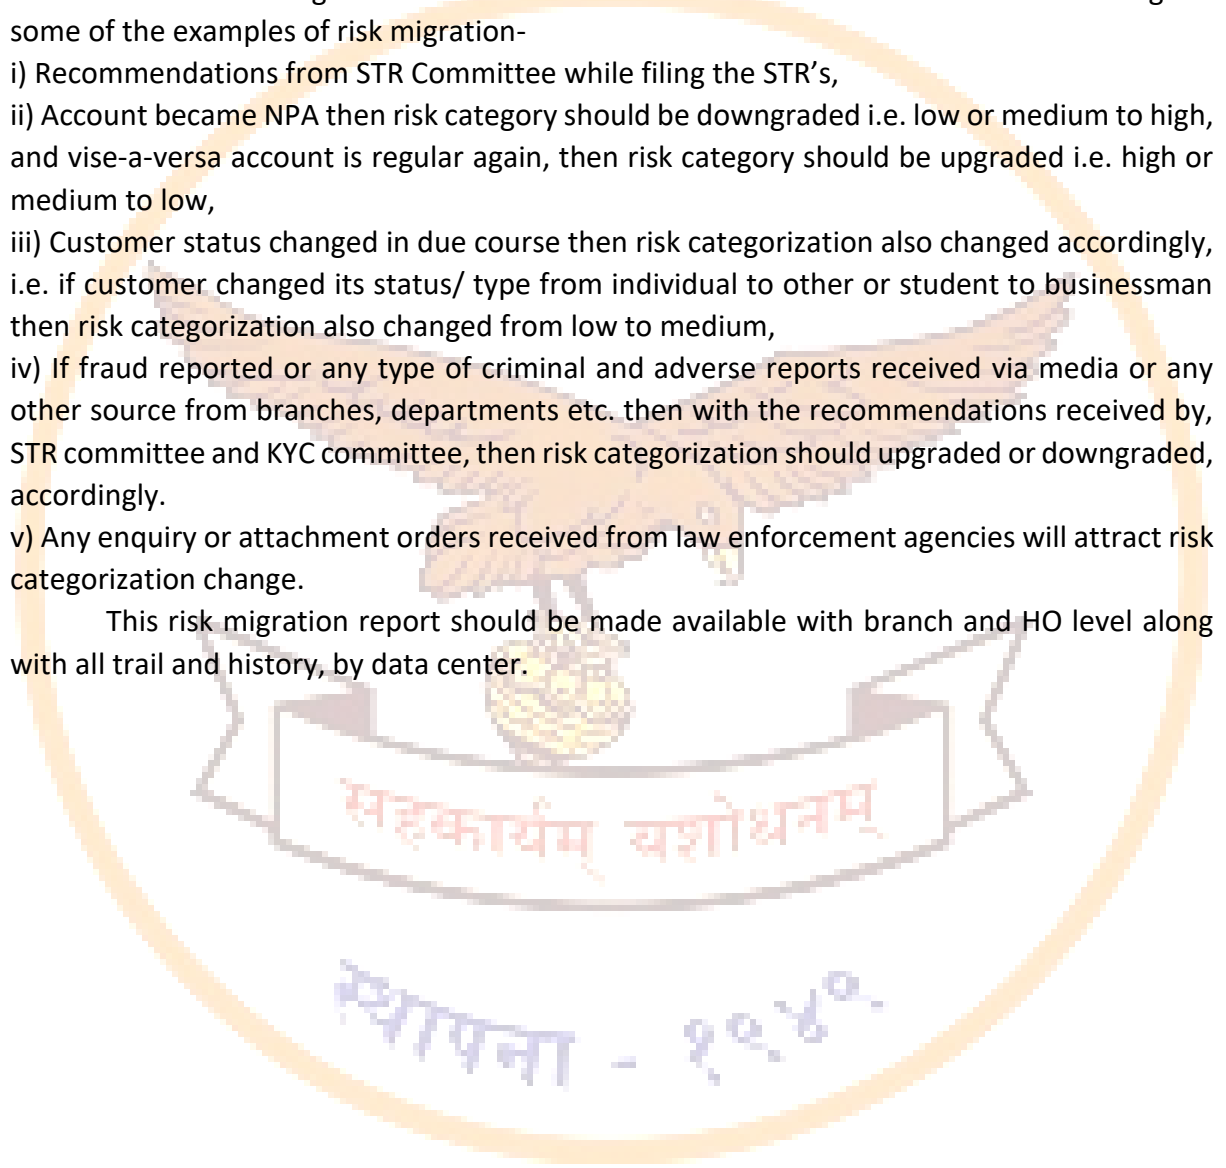 some of the examples of risk migration-
i) Recommendations from STR Committee while filing the STR’s,
ii) Account became NPA then risk category should be downgraded i.e. low or medium to high,
and vise-a-versa account is regular again, then risk category should be upgraded i.e. high or
medium to low,
iii) Customer status changed in due course then risk categorization also changed accordingly,
i.e. if customer changed its status/ type from individual to other or student to businessman
then risk categorization also changed from low to medium,
iv) If fraud reported or any type of criminal and adverse reports received via media or any
other source from branches, departments etc. then with the recommendations received by,
STR committee and KYC committee, then risk categorization should upgraded or downgraded,
accordingly.
v) Any enquiry or attachment orders received from law enforcement agencies will attract risk
categorization change.
This risk migration report should be made available with branch and HO level along
with all trail and history, by data center.
सहकार्यम् यशोधनम्
स्थापना - १९४९